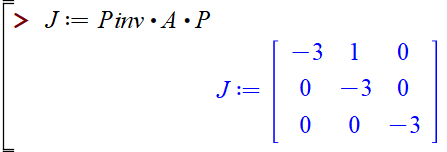 > J := Pinv · A · P
J := [ −3 1 0
0 −3 0
0 0 −3 ]